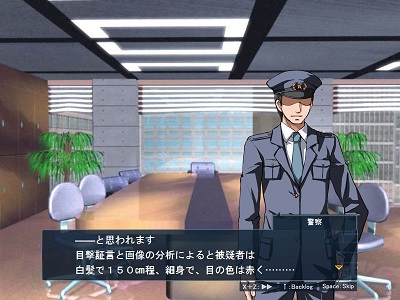 警察
――と思われます
目撃証言と画像の分析によると被疑者は
白髪で１５０㎝程、細身で、目の色は赤く………
X+Z: ▶▶ ↑:Backlog Space: Skip